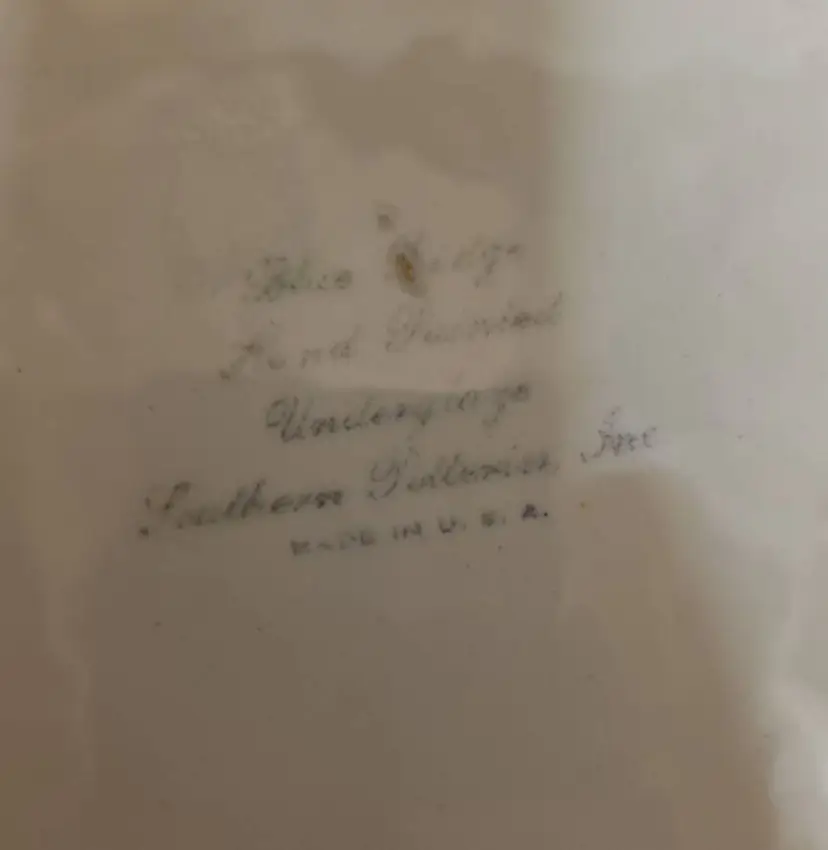 Blue Ridge
Hand Painted
Underglaze
Southern Potteries, Inc
MADE IN U. S. A.